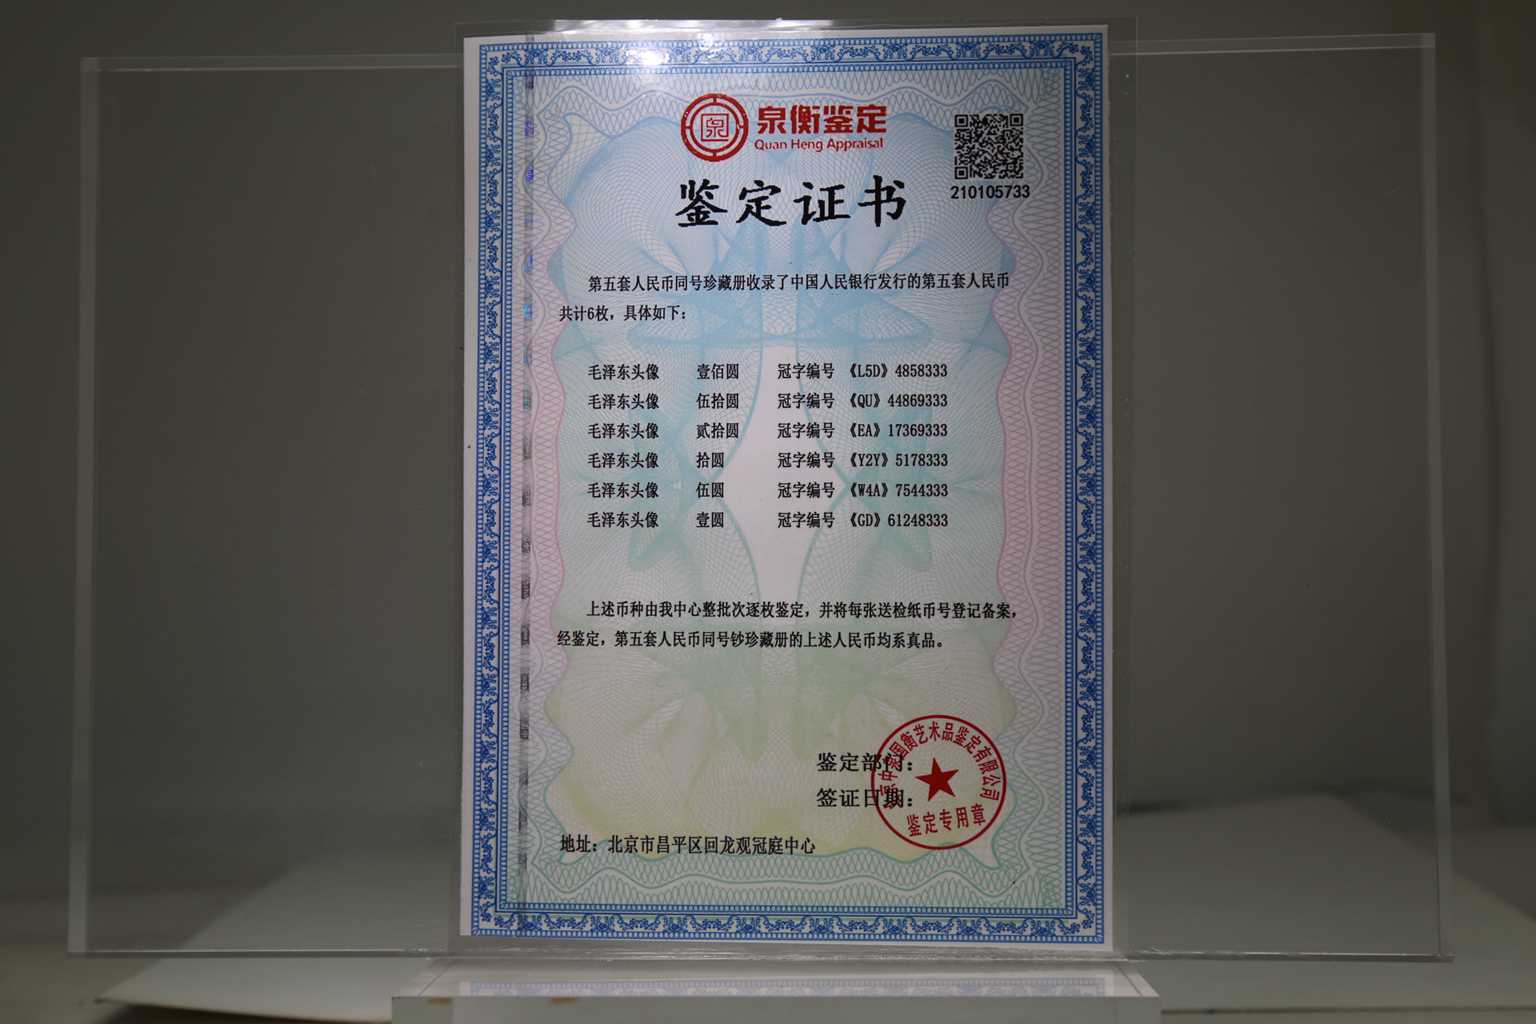 泉衡鉴定
Quan Heng Appraisal
210105733
鉴定证书
第五套人民币同号珍藏册收录了中国人民银行发行的第五套人民币
共计6枚，具体如下：
毛泽东头像 壹佰圆 冠字编号 《L5D》4858333
毛泽东头像 伍拾圆 冠字编号 《QU》44869333
毛泽东头像 贰拾圆 冠字编号 《EA》17369333
毛泽东头像 拾圆 冠字编号 《Y2Y》5178333
毛泽东头像 伍圆 冠字编号 《W4A》7544333
毛泽东头像 壹圆 冠字编号 《GD》61248333
上述币种由我中心整批次逐枚鉴定，并将每张送检纸币号登记备案，
经鉴定，第五套人民币同号钞珍藏册的上述人民币均系真品。
鉴定部门：
签证日期：
国衡艺术品鉴定有限公司
鉴定专用章
地址：北京市昌平区回龙观冠庭中心